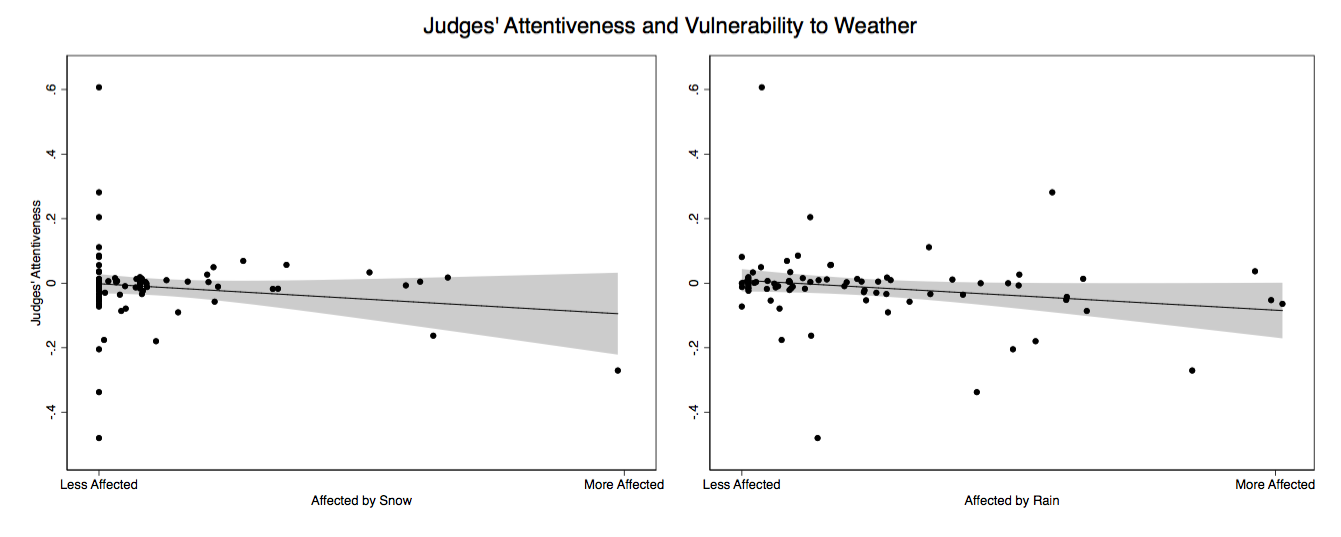 Judges' Attentiveness and Vulnerability to Weather
Judges' Attentiveness
.6
.4
.2
0
-.2
-.4
Less Affected
More Affected
Affected by Snow
.6
.4
.2
0
-.2
-.4
Less Affected
More Affected
Affected by Rain